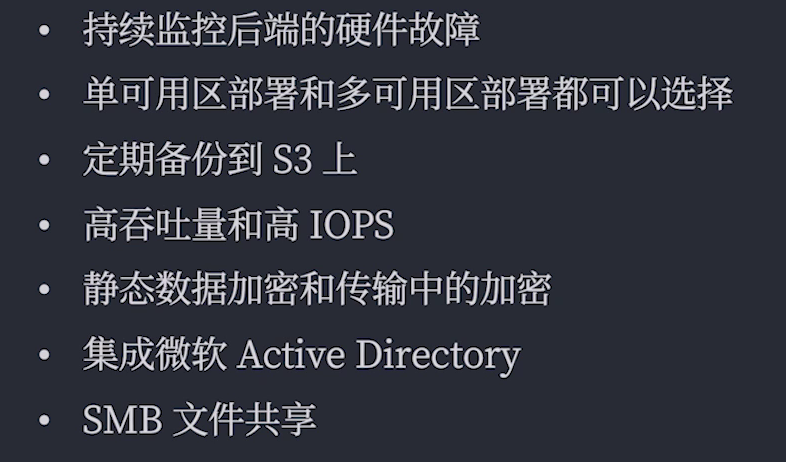 • 持续监控后端的硬件故障
• 单可用区部署和多可用区部署都可以选择
• 定期备份到 S3 上
• 高吞吐量和高 IOPS
• 静态数据加密和传输中的加密
• 集成微软 Active Directory
• SMB 文件共享